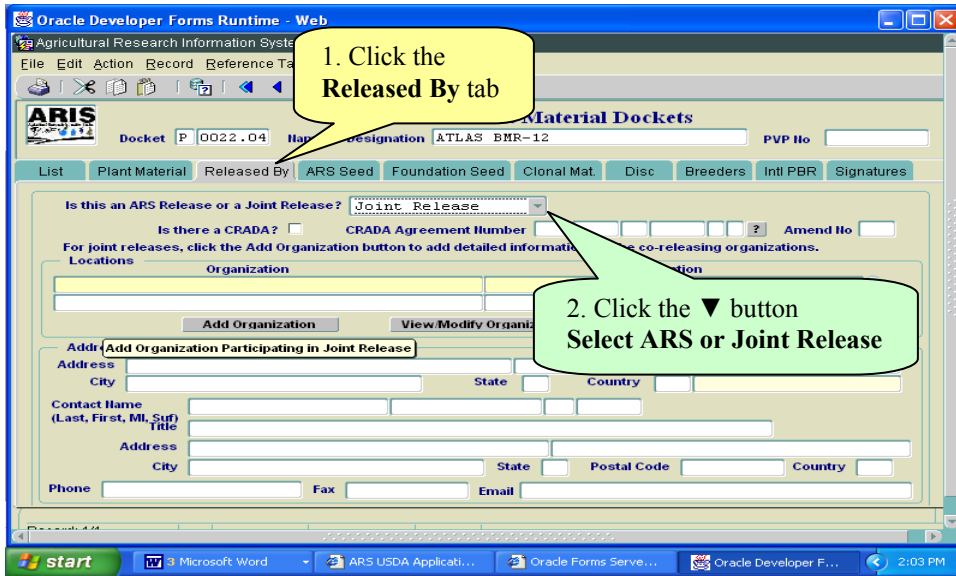 Oracle Developer Forms Runtime - Web
Agricultural Research Information Syste
File Edit Action Record Reference Ta
1. Click the
Released By tab
ARIS
Material Dockets
Docket P 0022.04 Designation ATLAS BMR-12 PVP No
List Plant Material Released By ARS Seed Foundation Seed Clonal Mat. Disc Breeders Intl PBR Signatures
Is this an ARS Release or a Joint Release? Joint Release
Is there a CRADA? CRADA Agreement Number ? Amend No
For joint releases, click the Add Organization button to add detailed co-releasing organizations.
Locations
Organization
2. Click the ▼ button
Select ARS or Joint Release
Add Organization View/Modify Organiz
Add Organization Participating in Joint Release
Address
City State Country
Contact Name
(Last, First, MI, Suf)
Title
Address
City State Postal Code Country
Phone Fax Email
start 3 Microsoft Word ARS USDA Applicati... Oracle Forms Serve... Oracle Developer F... 2:03 PM